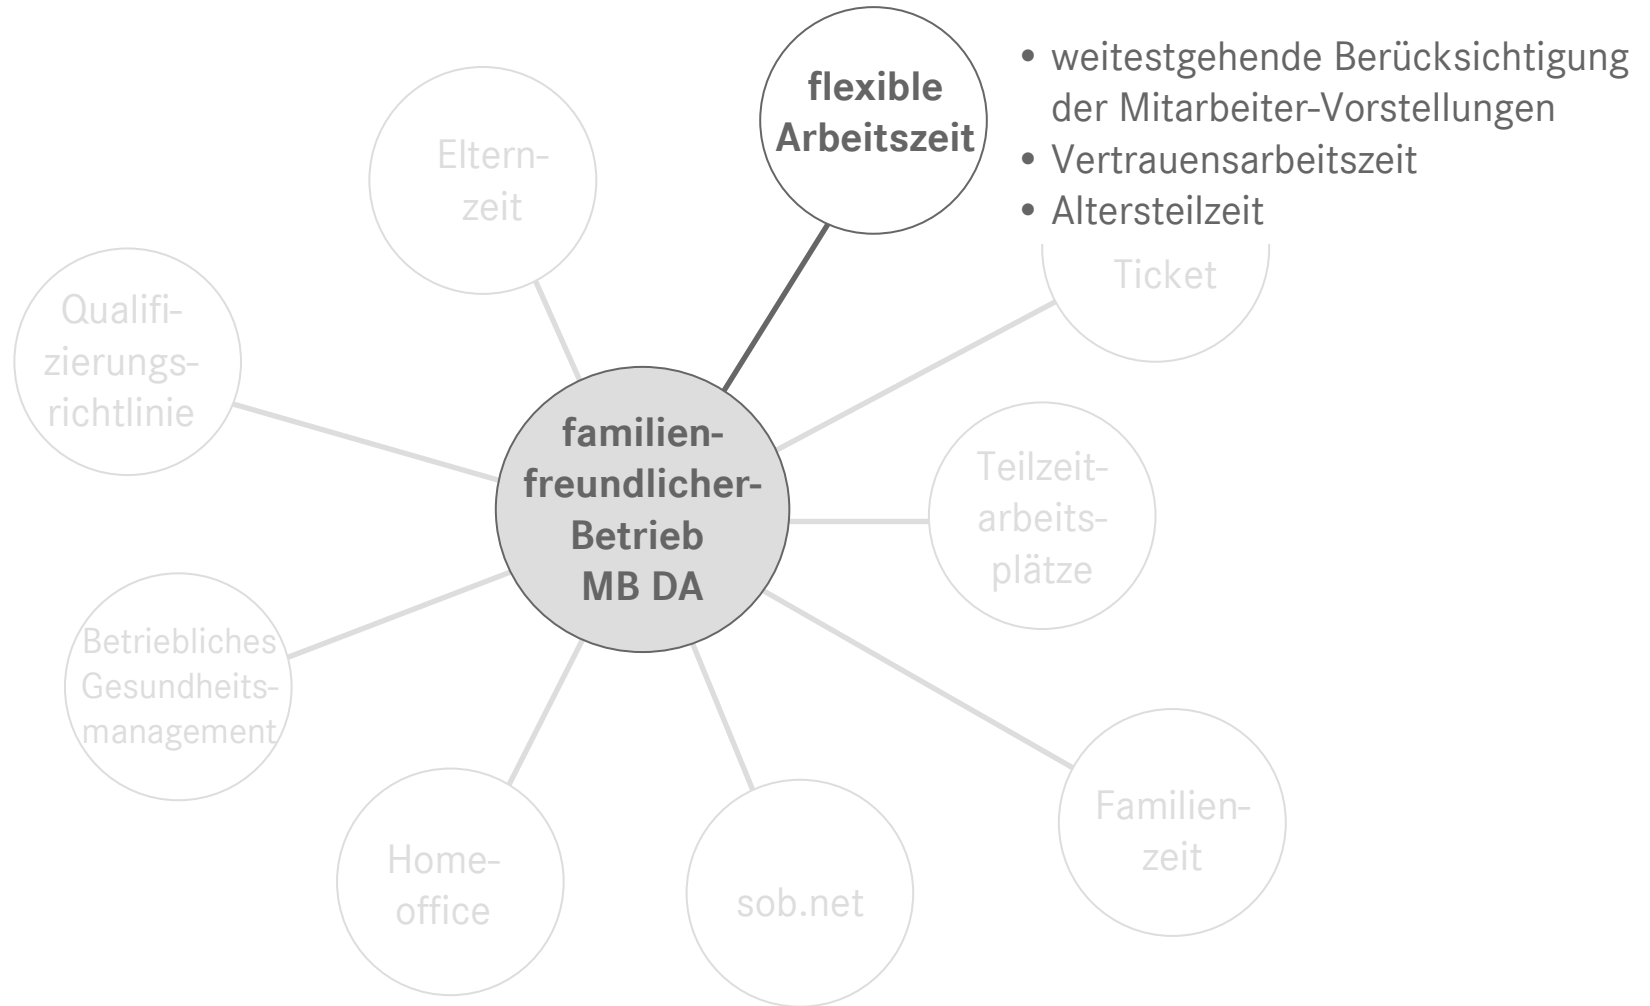 flexible
Arbeitszeit
• weitestgehende Berücksichtigung
der Mitarbeiter-Vorstellungen
• Vertrauensarbeitszeit
• Altersteilzeit
Eltern-
zeit
Ticket
Qualifi-
zierungs-
richtlinie
familien-
freundlicher-
Betrieb
MB DA
Teilzeit-
arbeits-
plätze
Betriebliches
Gesundheits-
management
Home-
office
sob.net
Familien-
zeit